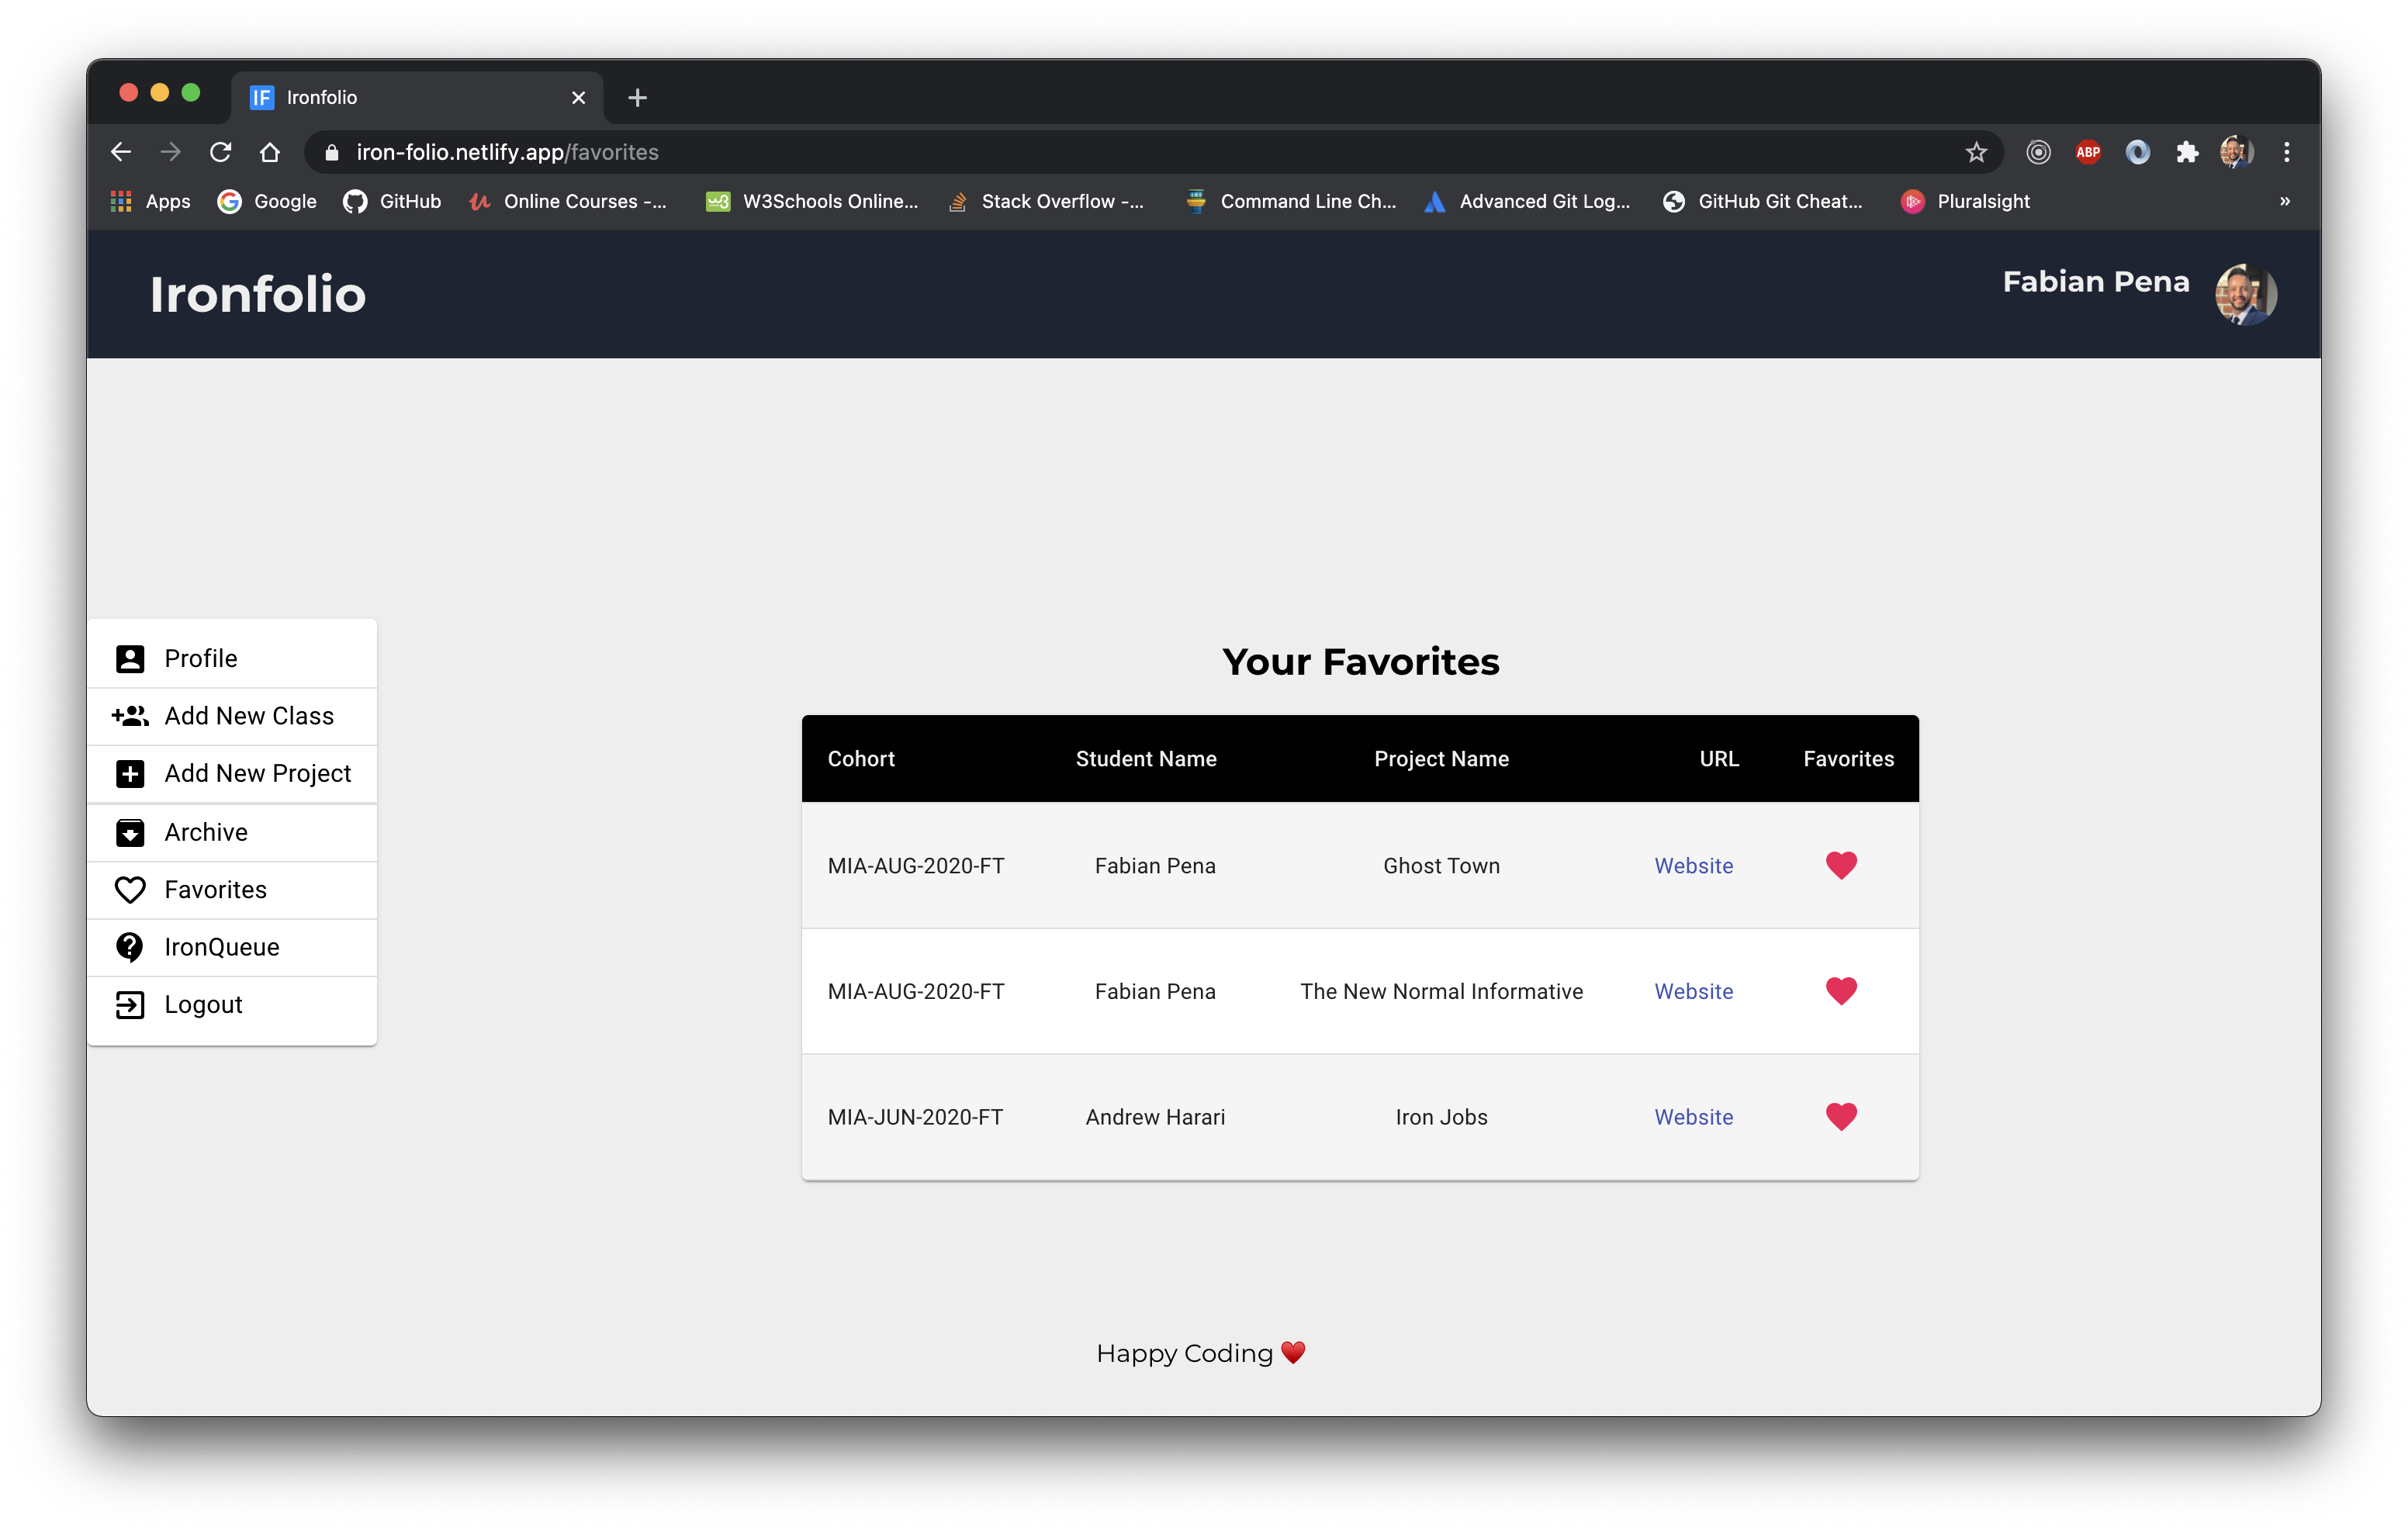 IF Ironfolio
iron-folio.netlify.app/favorites
ABP
Apps Google GitHub Online Courses -... W3Schools Online... Stack Overflow -... Command Line Ch... Advanced Git Log... GitHub Git Cheat... Pluralsight »
Ironfolio
Fabian Pena
Profile
Add New Class
Add New Project
Archive
Favorites
IronQueue
Logout
Your Favorites
Cohort Student Name Project Name URL Favorites
MIA-AUG-2020-FT Fabian Pena Ghost Town Website
MIA-AUG-2020-FT Fabian Pena The New Normal Informative Website
MIA-JUN-2020-FT Andrew Harari Iron Jobs Website
Happy Coding ❤️